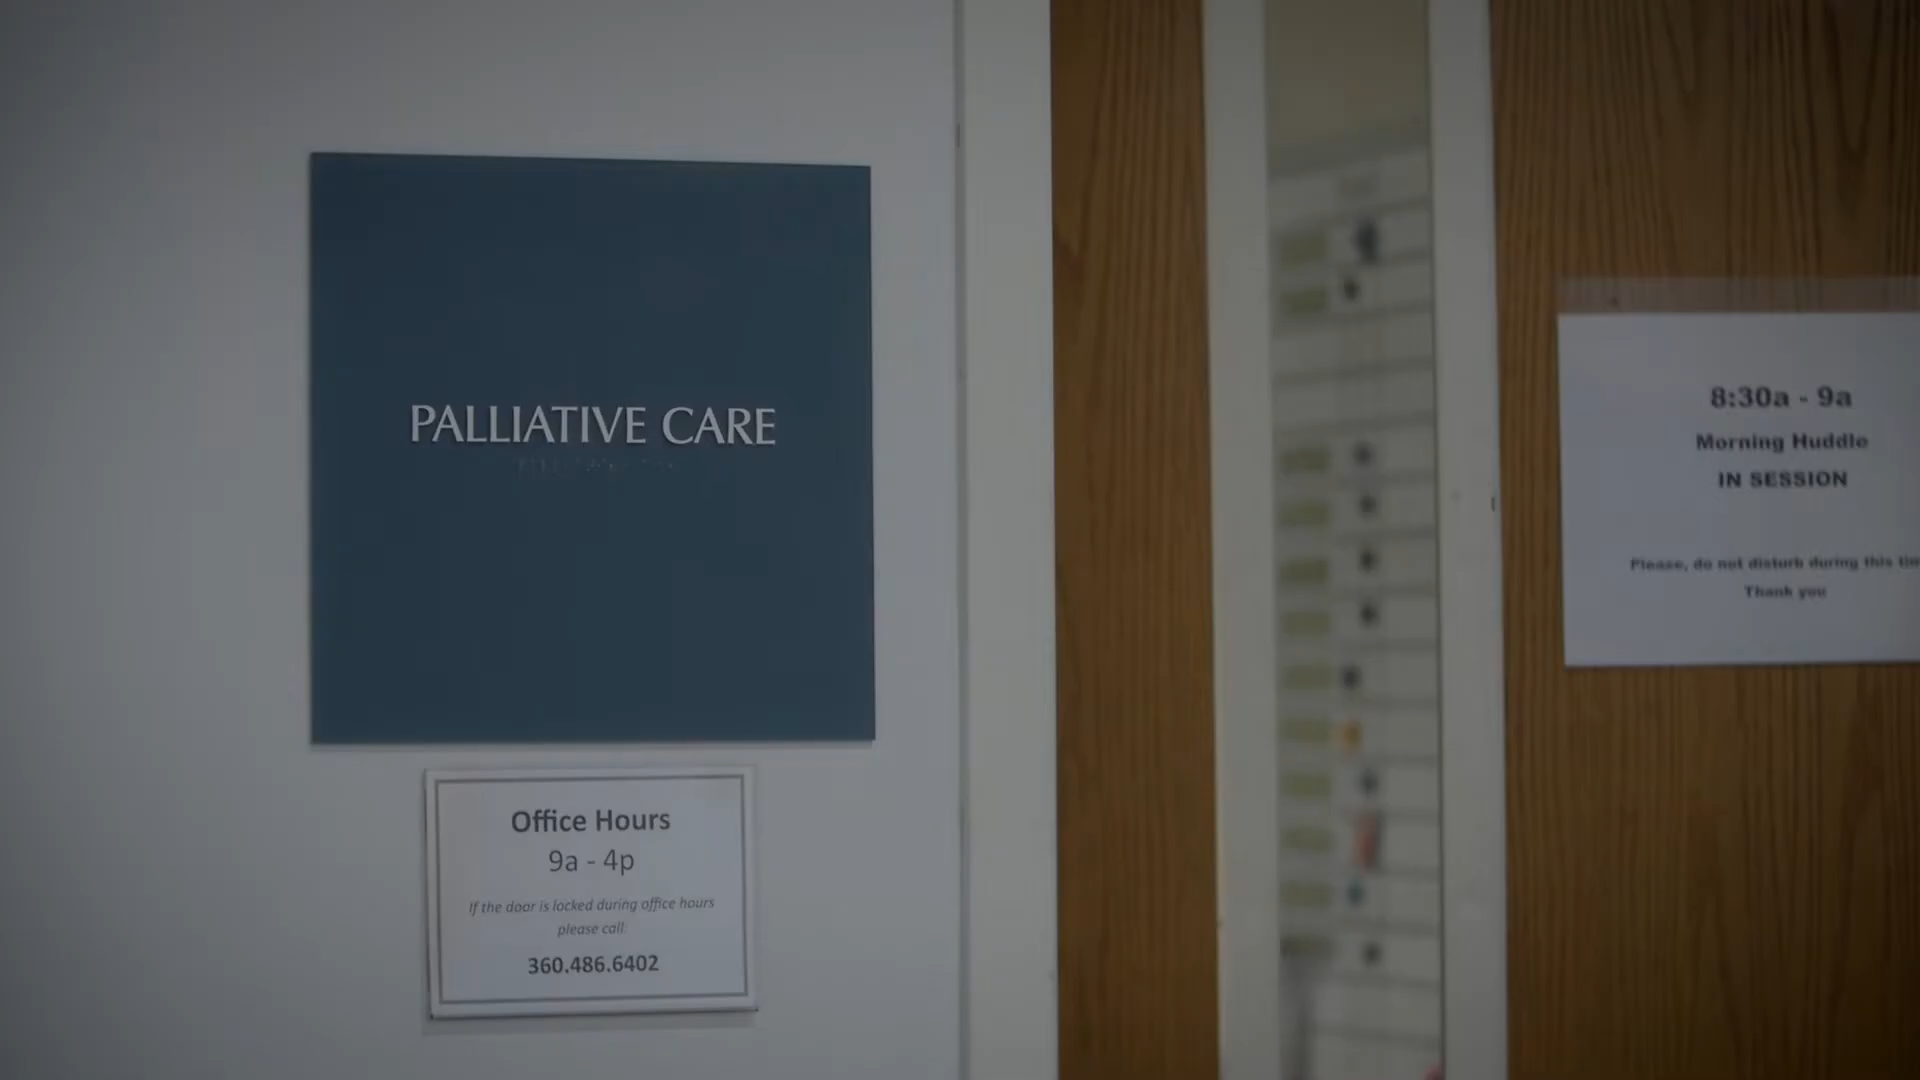 PALLIATIVE CARE
Office Hours
9a - 4p
If the door is locked during office hours
please call:
360.486.6402
8:30a - 9a
Morning Huddle
IN SESSION
Please, do not disturb during this tim
Thank you